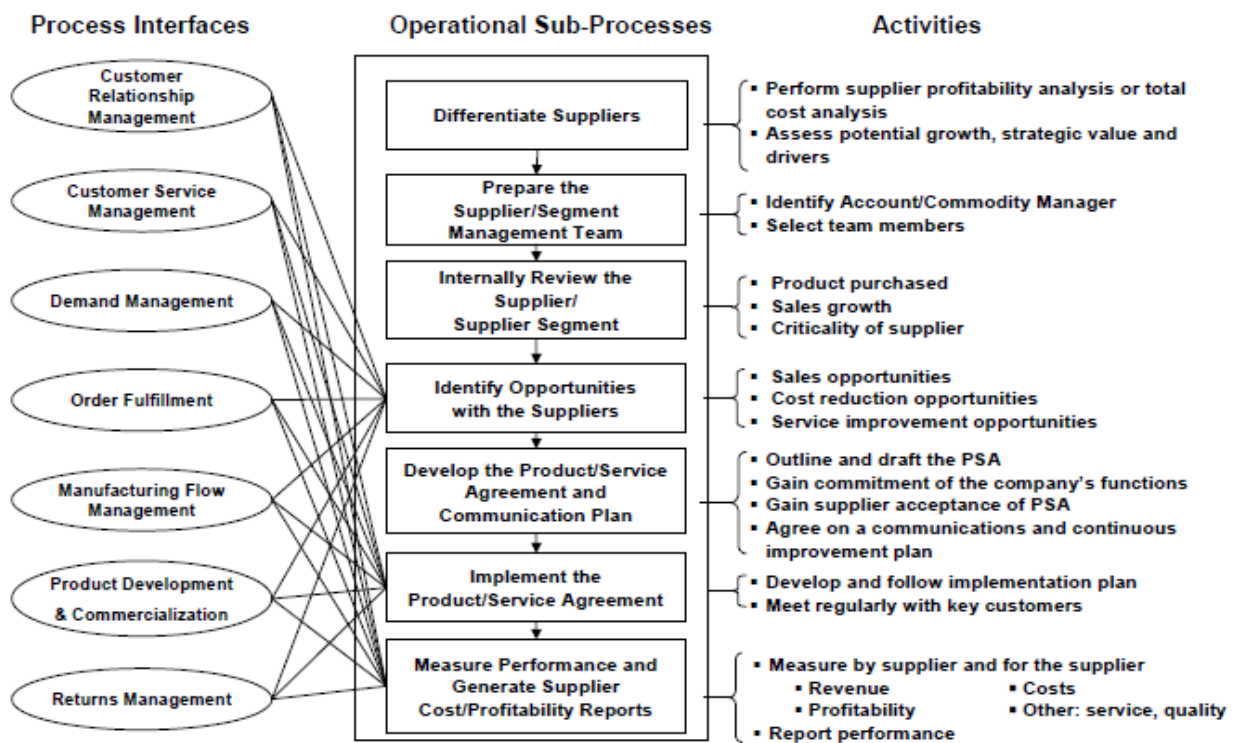 Process Interfaces
Operational Sub-Processes
Activities
Customer
Relationship
Management
Customer Service
Management
Demand Management
Order Fulfillment
Manufacturing Flow
Management
Product Development
& Commercialization
Returns Management
Differentiate Suppliers
Prepare the
Supplier/Segment
Management Team
Internally Review the
Supplier/
Supplier Segment
Identify Opportunities
with the Suppliers
Develop the Product/Service
Agreement and
Communication Plan
Implement the
Product/Service Agreement
Measure Performance and
Generate Supplier
Cost/Profitability Reports
▪ Perform supplier profitability analysis or total
cost analysis
▪ Assess potential growth, strategic value and
drivers
▪ Identify Account/Commodity Manager
▪ Select team members
▪ Product purchased
▪ Sales growth
▪ Criticality of supplier
▪ Sales opportunities
▪ Cost reduction opportunities
▪ Service improvement opportunities
▪ Outline and draft the PSA
▪ Gain commitment of the company's functions
▪ Gain supplier acceptance of PSA
▪ Agree on a communications and continuous
improvement plan
▪ Develop and follow implementation plan
▪ Meet regularly with key customers
▪ Measure by supplier and for the supplier
▪ Revenue ▪ Costs
▪ Profitability ▪ Other: service, quality
▪ Report performance